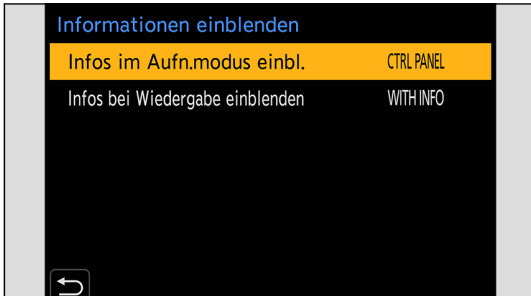 Informationen einblenden
Infos im Aufn.modus einbl. CTRL PANEL
Infos bei Wiedergabe einblenden WITH INFO